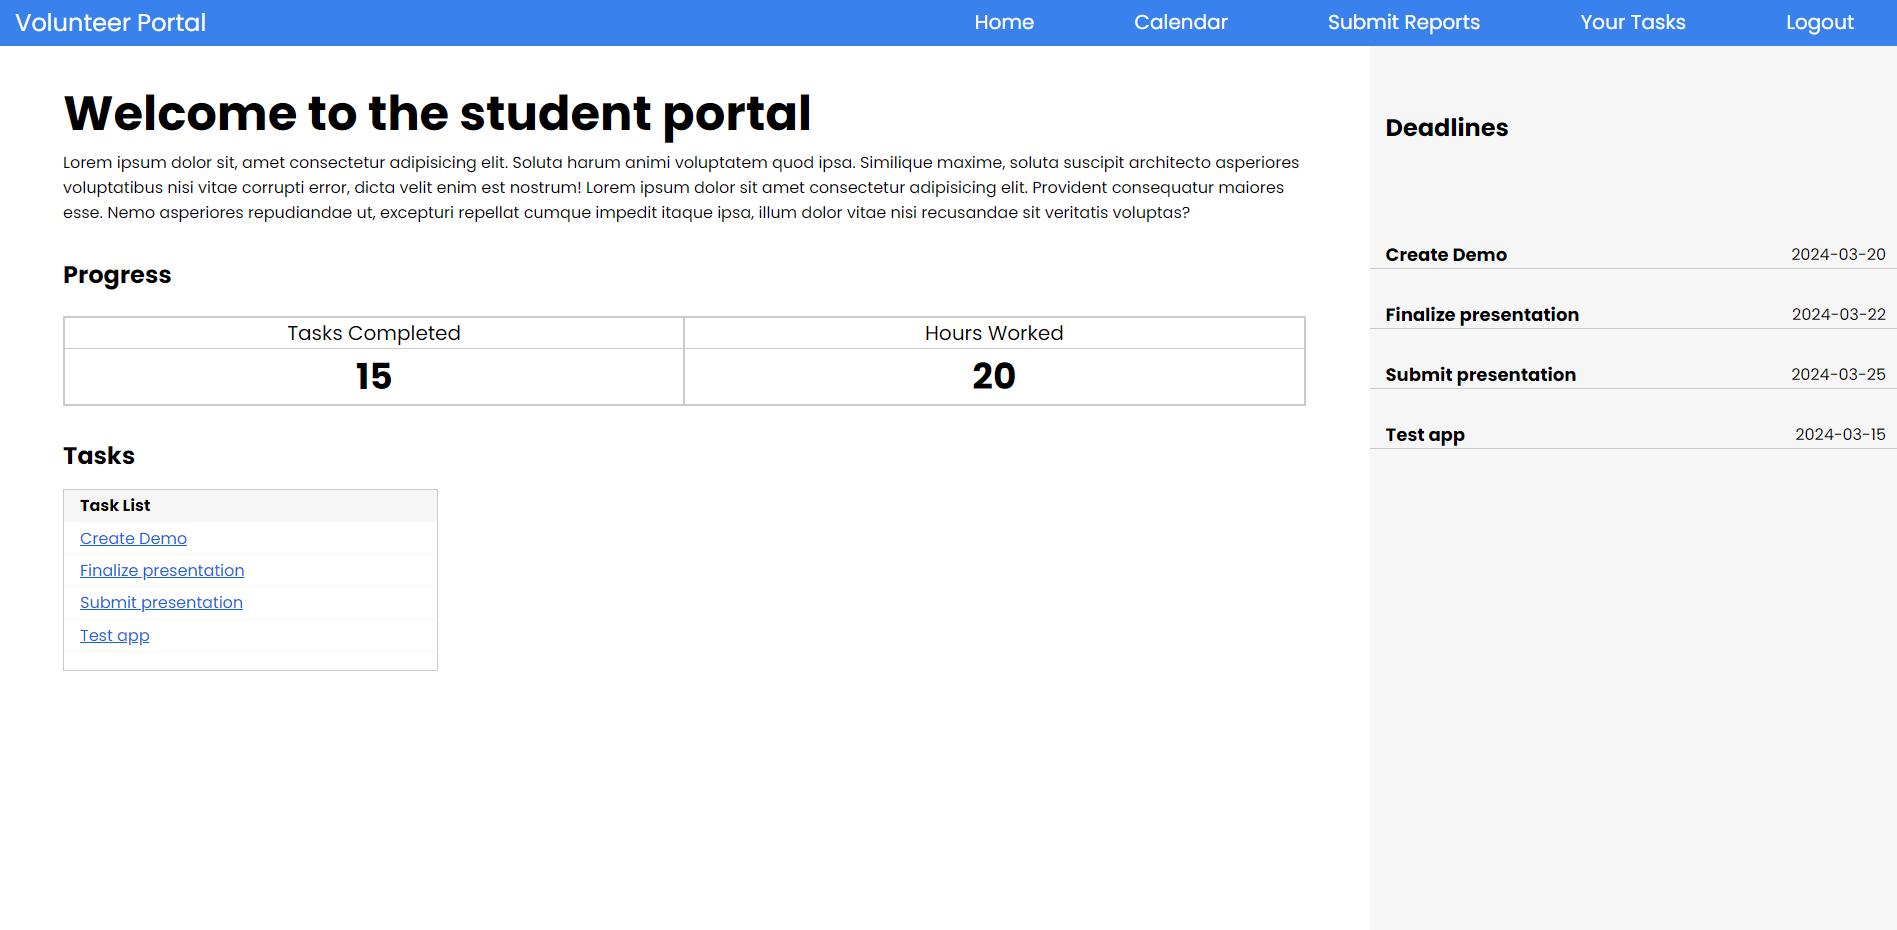 Volunteer Portal Home Calendar Submit Reports Your Tasks Logout
Welcome to the student portal
Lorem ipsum dolor sit, amet consectetur adipisicing elit. Soluta harum animi voluptatem quod ipsa. Similique maxime, soluta suscipit architecto asperiores
voluptatibus nisi vitae corrupti error, dicta velit enim est nostrum! Lorem ipsum dolor sit amet consectetur adipisicing elit. Provident consequatur maiores
esse. Nemo asperiores repudiandae ut, excepturi repellat cumque impedit itaque ipsa, illum dolor vitae nisi recusandae sit veritatis voluptas?
Progress
Tasks Completed Hours Worked
15 20
Tasks
Task List
Create Demo
Finalize presentation
Submit presentation
Test app
Deadlines
Create Demo 2024-03-20
Finalize presentation 2024-03-22
Submit presentation 2024-03-25
Test app 2024-03-15